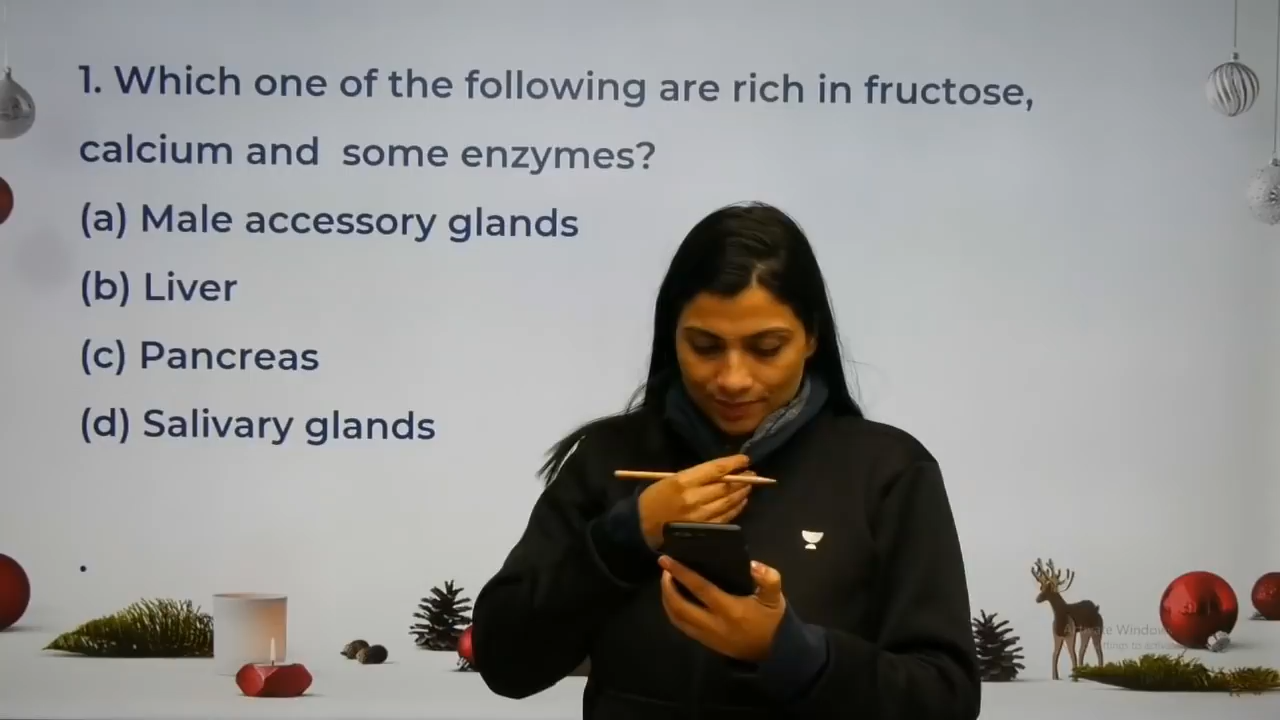 1. Which one of the following are rich in fructose,
calcium and some enzymes?
(a) Male accessory glands
(b) Liver
(c) Pancreas
(d) Salivary glands
.